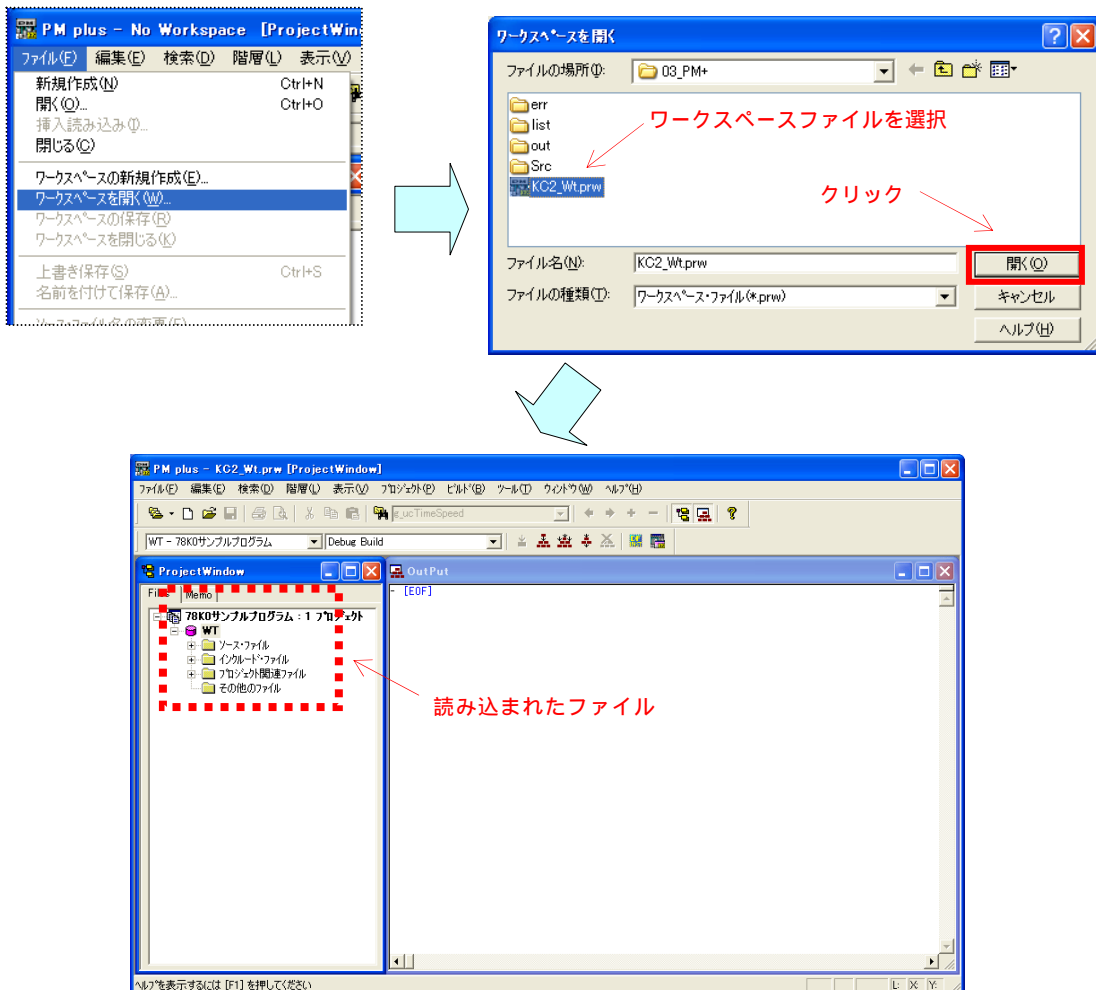 PM plus - No Workspace [ProjectWin
ファイル(F) 編集(E) 検索(D) 階層(L) 表示(V)
新規作成(N) Ctrl+N
開く(O)... Ctrl+O
挿入読み込み(I)...
閉じる(C)
ワークスペースの新規作成(E)...
ワークスペースを開く(W)...
ワークスペースの保存(R)
ワークスペースを閉じる(K)
上書き保存(S) Ctrl+S
名前を付けて保存(A)...
ソース・ファイル名の変更(F)
ワークスペースを開く
ファイルの場所(I): 03_PM+
err
list
out
Src
KC2_Wt.prw
ワークスペースファイルを選択
クリック
ファイル名(N): KC2_Wt.prw 開く(O)
ファイルの種類(T): ワークスペース・ファイル(*.prw) キャンセル
ヘルプ(H)
PM plus - KC2_Wt.prw [ProjectWindow]
ファイル(F) 編集(E) 検索(D) 階層(L) 表示(V) プロジェクト(P) ビルド(B) ツール(T) ウィンドウ(W) ヘルプ(H)
g_ucTimeSpeed
WT - 78K0サンプルプログラム Debug Build
ProjectWindow
Files Memo
78K0サンプルプログラム : 1 プロジェクト
WT
ソース・ファイル
インクルード・ファイル
プロジェクト関連ファイル
その他のファイル
OutPut
- [EOF]
読み込まれたファイル
ヘルプを表示するには [F1] を押してください L: X: Y: